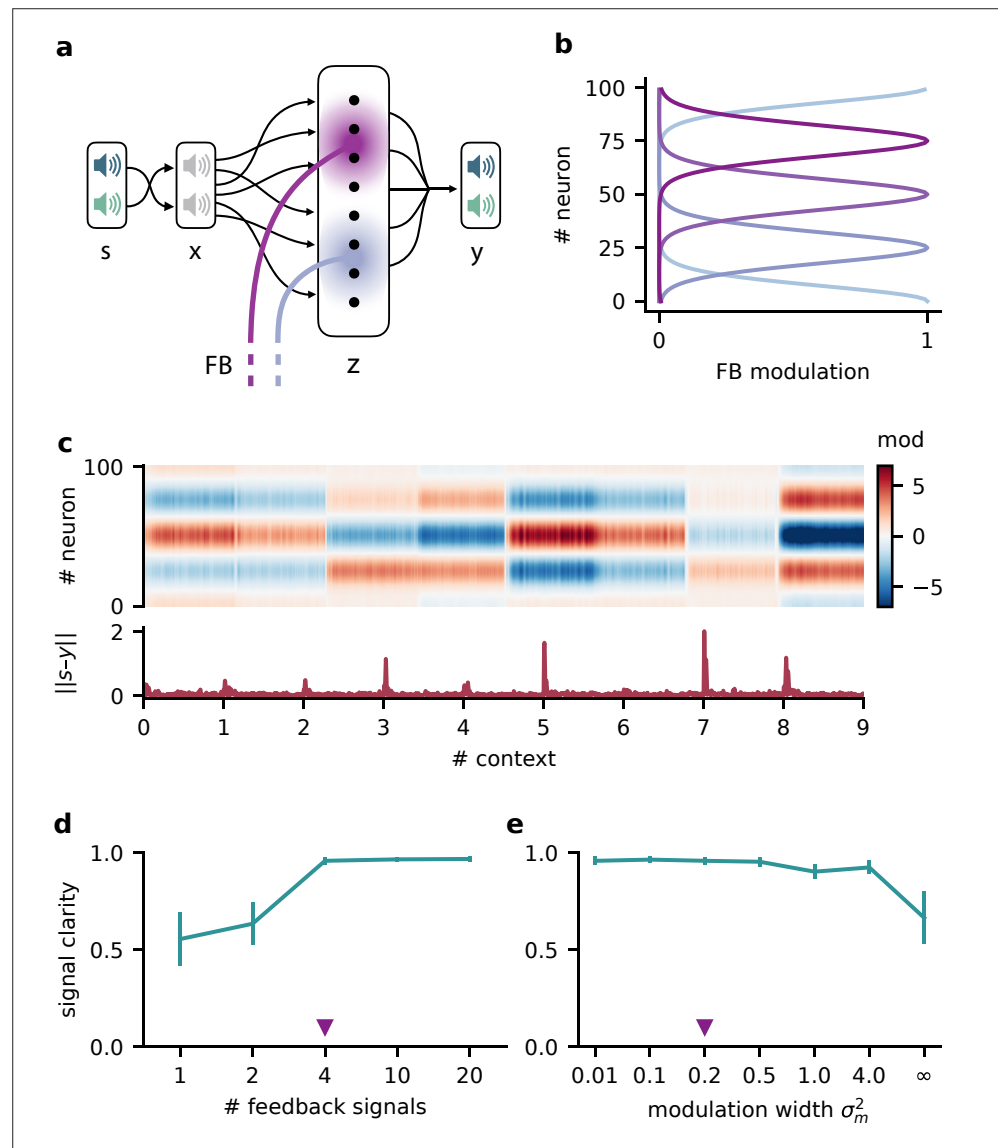 a
s
x
FB
z
y
b
# neuron
100
75
50
25
0
0
1
FB modulation
c
# neuron
100
0
mod
5
0
−5
||s–y||
2
0
0 1 2 3 4 5 6 7 8 9
# context
d
signal clarity
1.0
0.5
0.0
1 2 4 10 20
# feedback signals
e
1.0
0.5
0.0
0.01 0.1 0.2 0.5 1.0 4.0 ∞
modulation width σ²ₘ